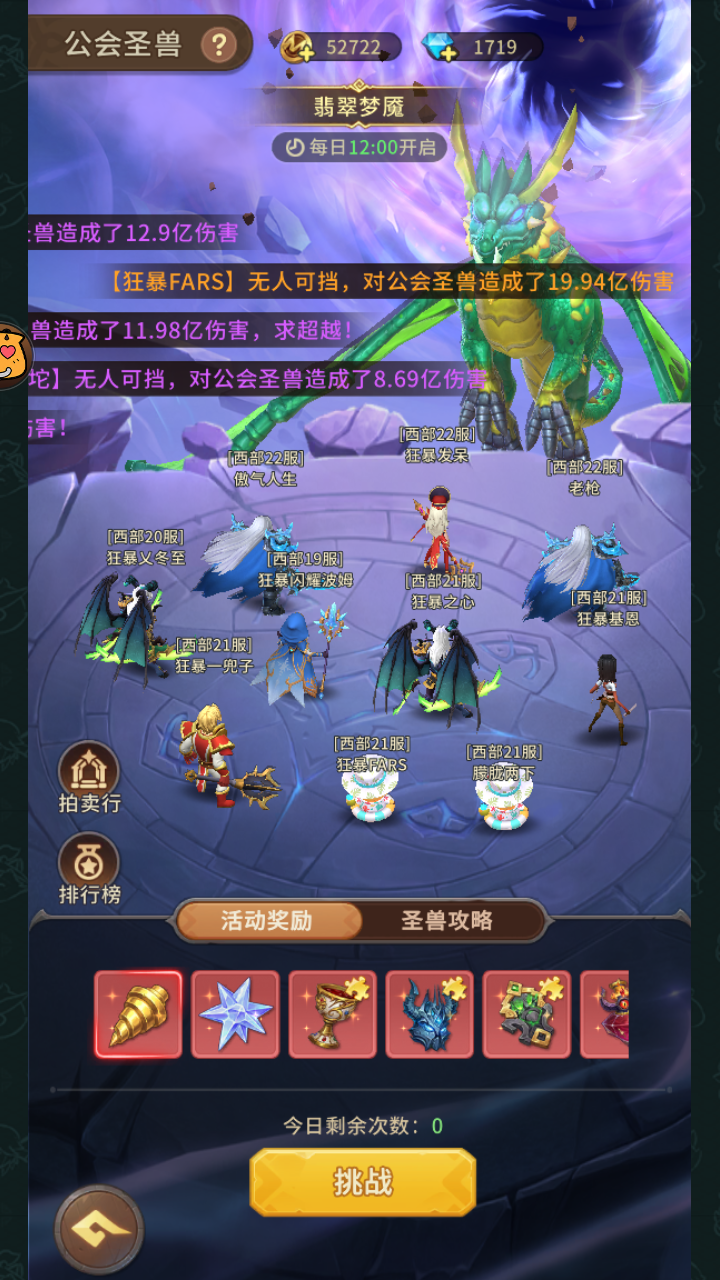 公会圣兽
?
52722
1719
翡翠梦魇
每日12:00开启
兽造成了12.9亿伤害
【狂暴FARS】无人可挡，对公会圣兽造成了19.94亿伤害
兽造成了11.98亿伤害，求超越！
坨】无人可挡，对公会圣兽造成了8.69亿伤害
伤害！
[西部22服]
狂暴发呆
[西部22服]
傲气人生
[西部22服]
老枪
[西部20服]
狂暴乂冬至
[西部19服]
狂暴闪耀波姆
[西部21服]
狂暴之心
[西部21服]
狂暴基恩
[西部21服]
狂暴一兜子
[西部21服]
狂暴FARS
[西部21服]
朦胧两下
拍卖行
排行榜
活动奖励
圣兽攻略
今日剩余次数：0
挑战